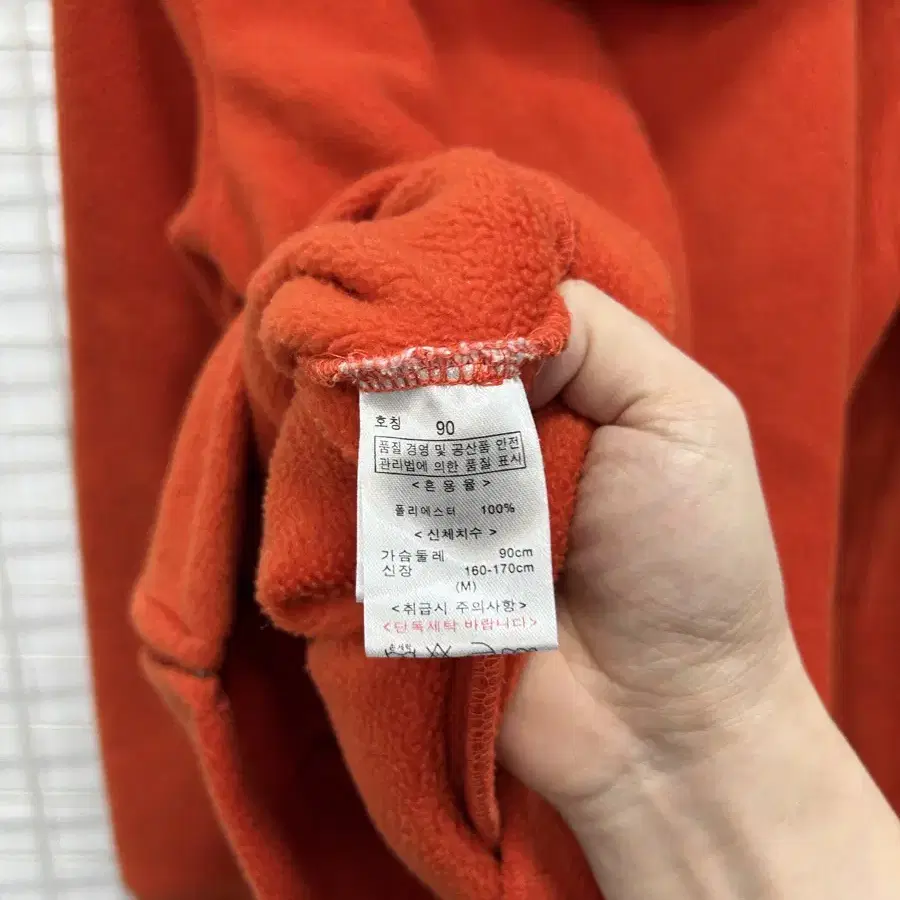 호칭 90
품질 경영 및 공산품 안전
관리법에 의한 품질 표시
<혼용율>
폴리에스터 100%
<신체치수>
가슴둘레 90cm
신장 160-170cm
(M)
<취급시 주의사항>
<단독세탁 바랍니다>